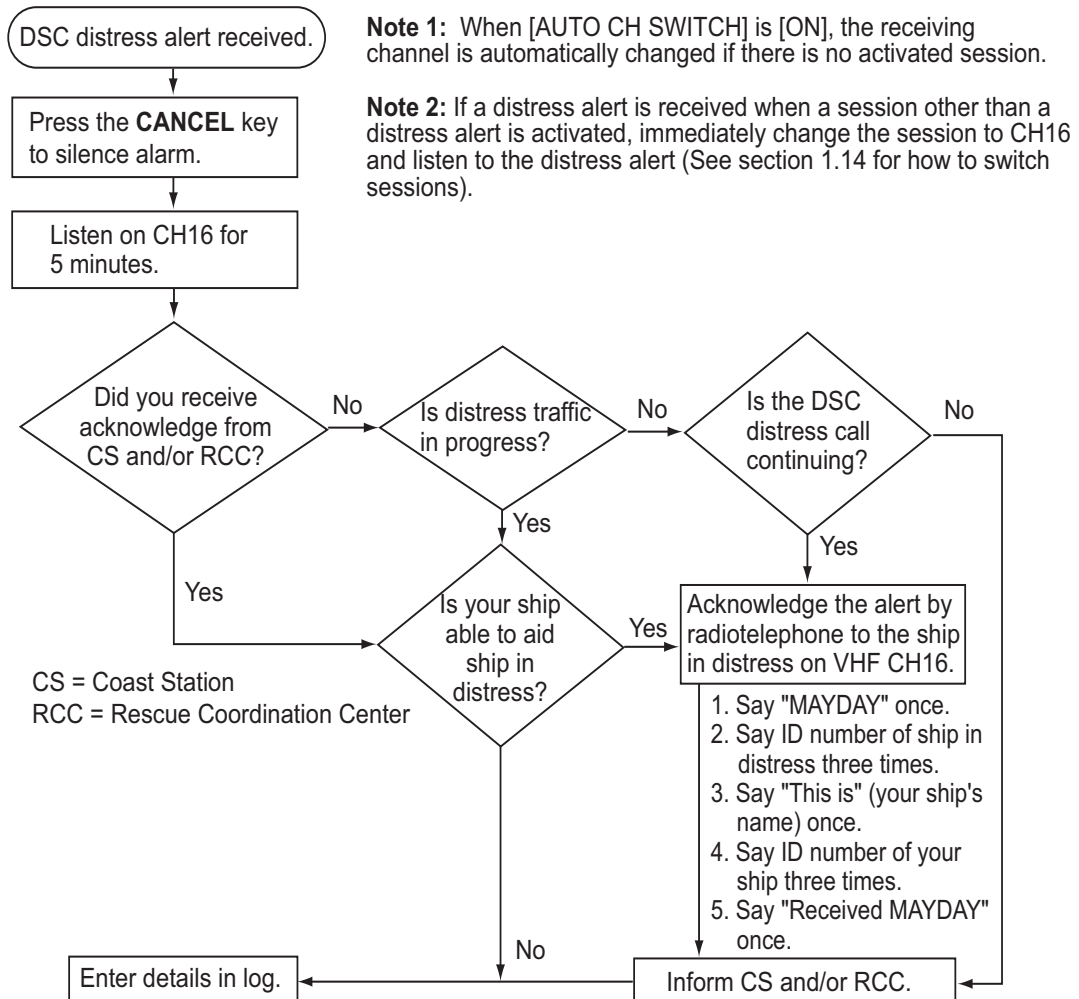 DSC distress alert received.
Note 1: When [AUTO CH SWITCH] is [ON], the receiving
channel is automatically changed if there is no activated session.
Note 2: If a distress alert is received when a session other than a
distress alert is activated, immediately change the session to CH16
and listen to the distress alert (See section 1.14 for how to switch
sessions).
Press the CANCEL key
to silence alarm.
Listen on CH16 for
5 minutes.
Did you receive
acknowledge from
CS and/or RCC?
No
Is distress traffic
in progress?
No
Is the DSC
distress call
continuing?
No
Yes
Yes
Yes
Is your ship
able to aid
ship in
distress?
Yes
Acknowledge the alert by
radiotelephone to the ship
in distress on VHF CH16.
CS = Coast Station
RCC = Rescue Coordination Center
1. Say "MAYDAY" once.
2. Say ID number of ship in
distress three times.
3. Say "This is" (your ship's
name) once.
4. Say ID number of your
ship three times.
5. Say "Received MAYDAY"
once.
No
Enter details in log.
Inform CS and/or RCC.